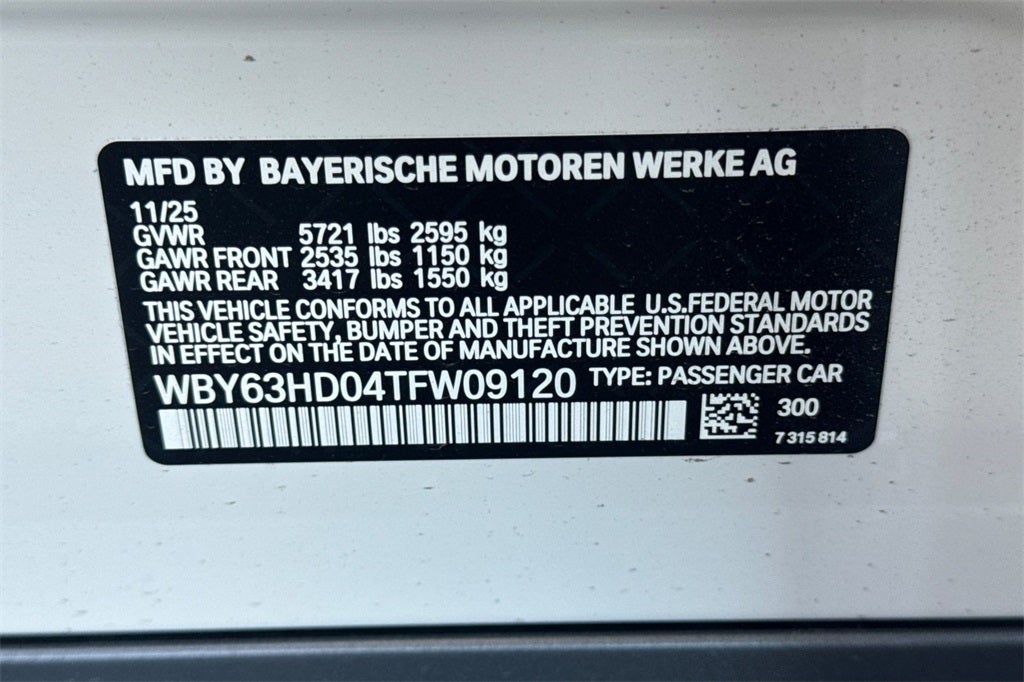 MFD BY BAYERISCHE MOTOREN WERKE AG
11/25
GVWR 5721 lbs 2595 kg
GAWR FRONT 2535 lbs 1150 kg
GAWR REAR 3417 lbs 1550 kg
THIS VEHICLE CONFORMS TO ALL APPLICABLE U.S.FEDERAL MOTOR
VEHICLE SAFETY, BUMPER AND THEFT PREVENTION STANDARDS
IN EFFECT ON THE DATE OF MANUFACTURE SHOWN ABOVE.
WBY63HD04TFW09120 TYPE: PASSENGER CAR
300
7 315 814